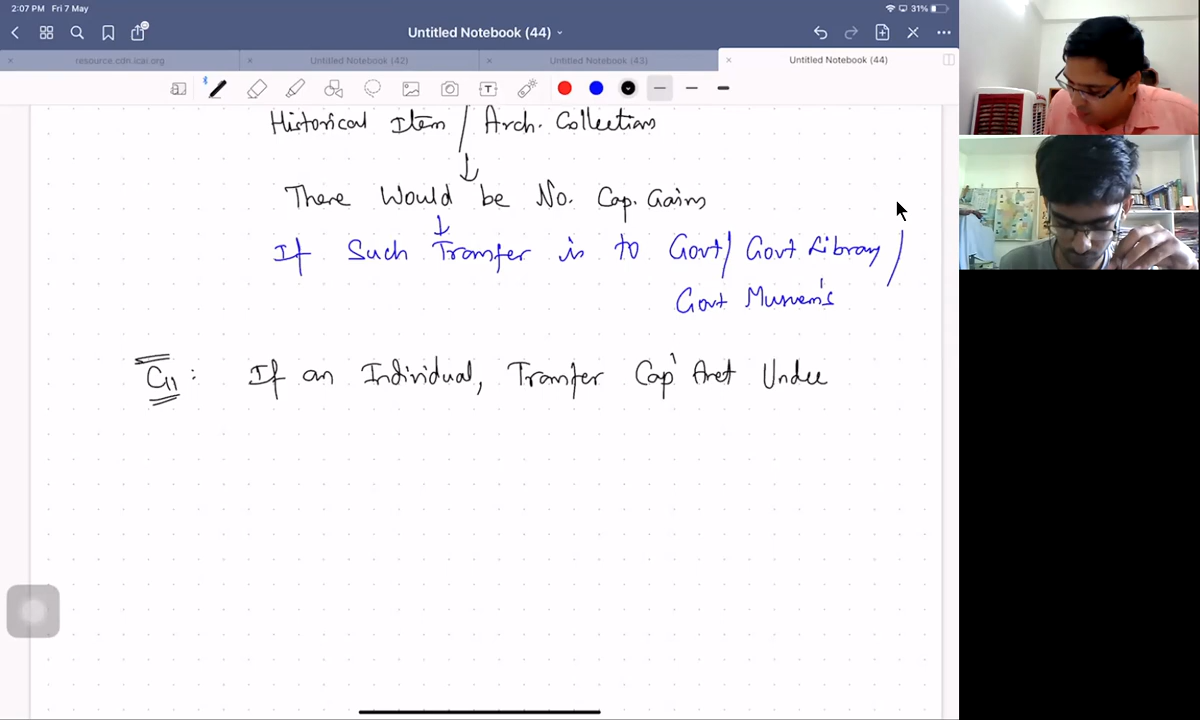 2:07 PM Fri 7 May
31%
Untitled Notebook (44)
resource.cdn.icai.org
Untitled Notebook (42)
Untitled Notebook (43)
Untitled Notebook (44)
Historical Item / Arch. Collections
There Would be No. Cap. Gains
If Such Transfer is to Govt/ Govt Library/
Govt Museum's
C11: If an Individual, Transfer Cap' Asset Under